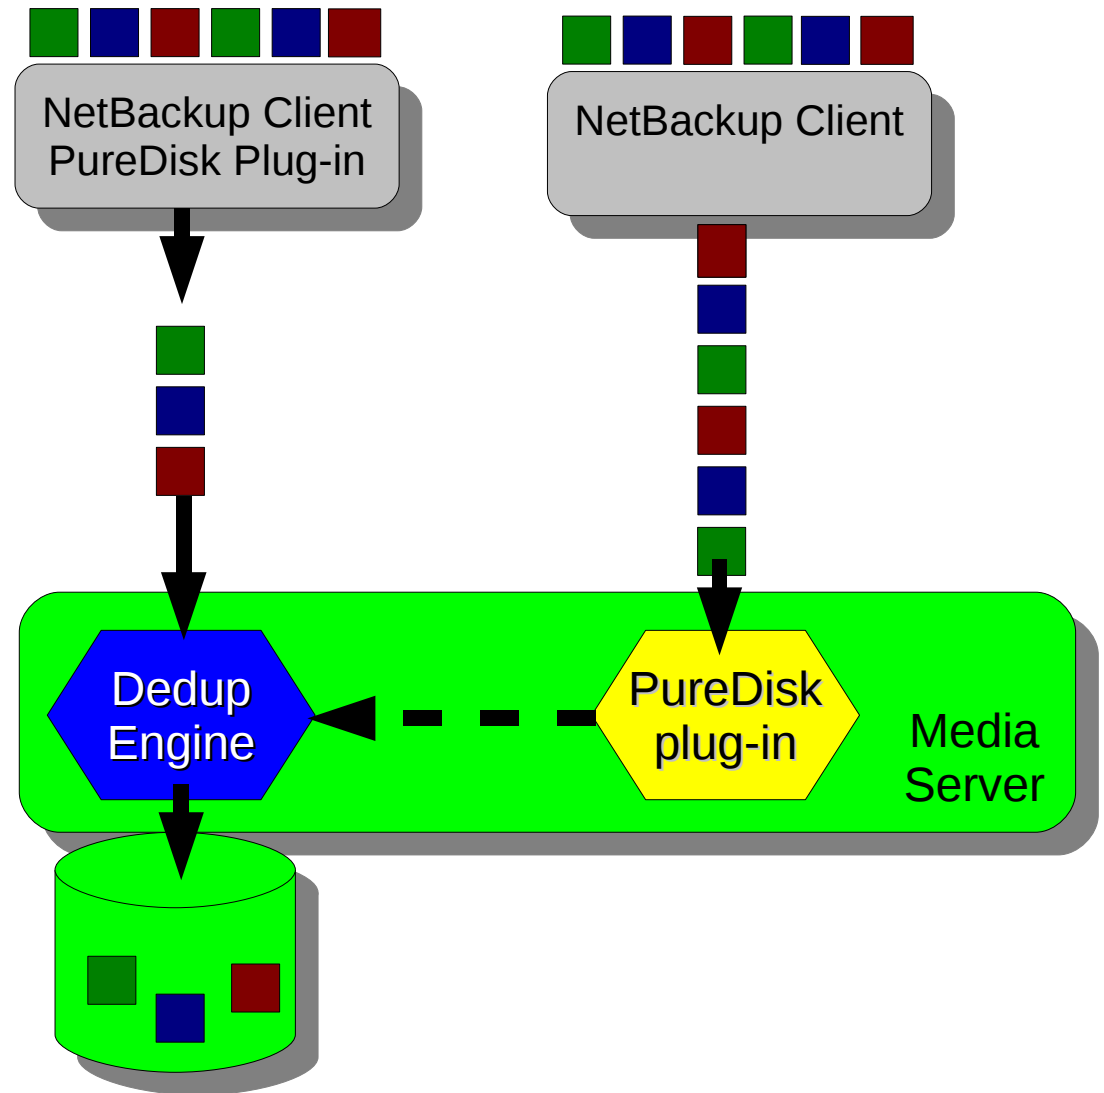 NetBackup Client
PureDisk Plug-in
NetBackup Client
Dedup
Engine
PureDisk
plug-in
Media
Server